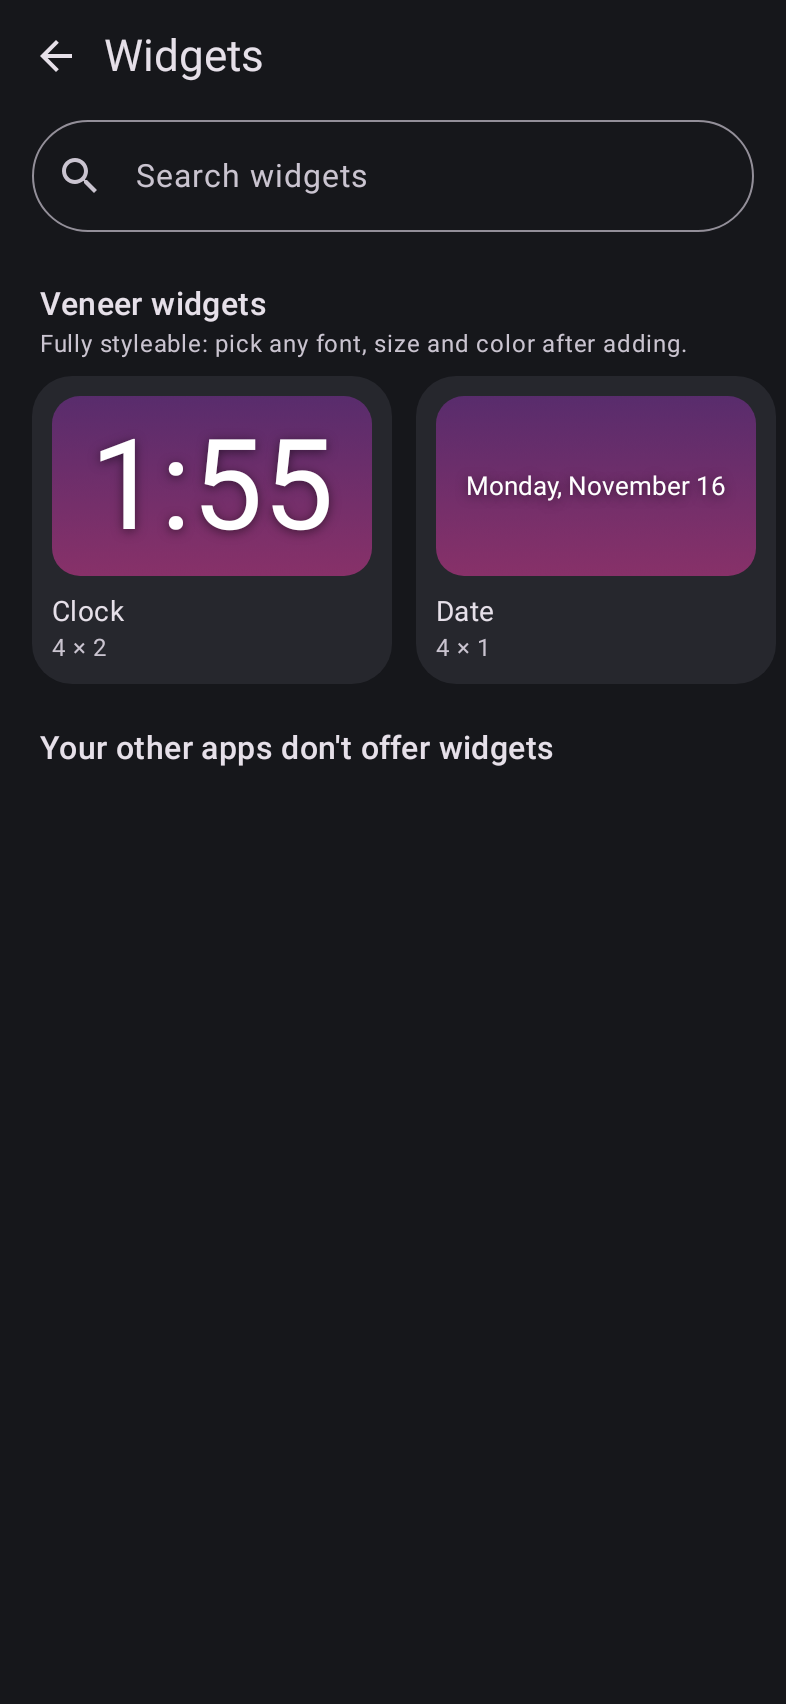 Widgets
Search widgets
Veneer widgets
Fully styleable: pick any font, size and color after adding.
1:55
Monday, November 16
Clock
4 × 2
Date
4 × 1
Your other apps don't offer widgets